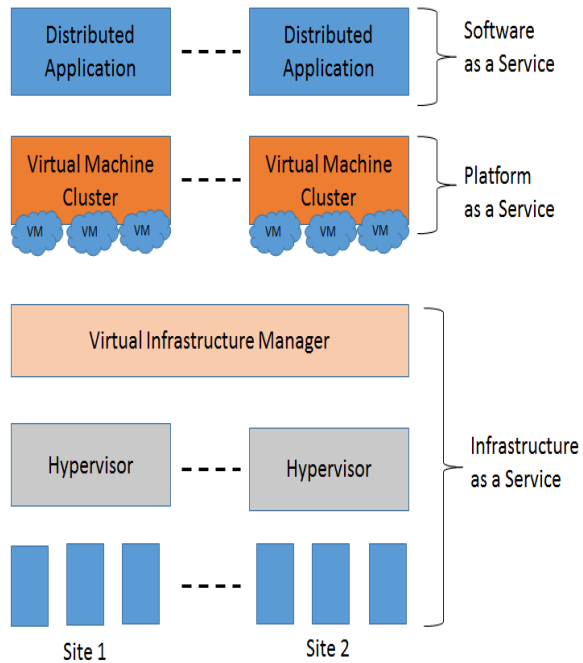 Distributed
Application
Distributed
Application
Software
as a Service
Virtual Machine
Cluster
Virtual Machine
Cluster
Platform
as a Service
VM
VM
VM
VM
VM
VM
Virtual Infrastructure Manager
Hypervisor
Hypervisor
Infrastructure
as a Service
Site 1
Site 2